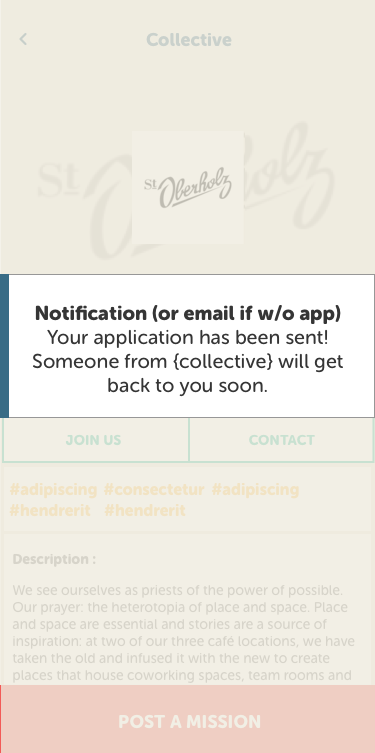 Collective
St Oberholz
St Oberholz
Notification (or email if w/o app)
Your application has been sent!
Someone from {collective} will get
back to you soon.
JOIN US
CONTACT
#adipiscing #consectetur #adipiscing
#hendrerit #hendrerit
Description :
We see ourselves as priests of the power of possible.
Our prayer: the heterotopia of place and space. Place
and space are essential and stories are a source of
inspiration: at two of our three café locations, we have
taken the old and infused it with the new to create
places that house coworking spaces, team rooms and
POST A MISSION